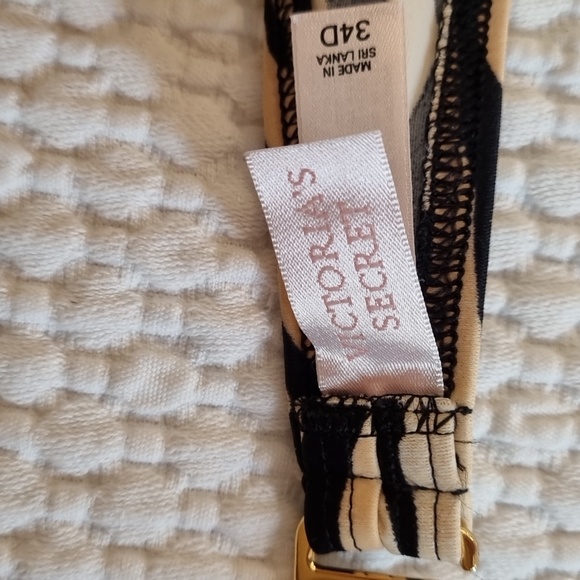 34D
MADE IN
SRI LANKA
VICTORIA'S
SECRET